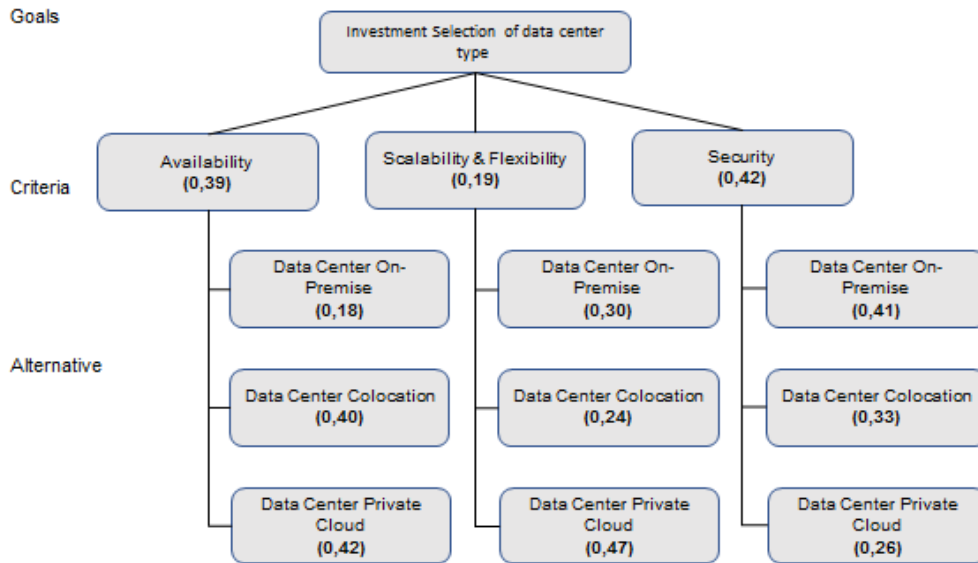 Goals
Investment Selection of data center
type
Criteria
Availability
(0,39)
Scalability & Flexibility
(0,19)
Security
(0,42)
Alternative
Data Center On-
Premise
(0,18)
Data Center On-
Premise
(0,30)
Data Center On-
Premise
(0,41)
Data Center Colocation
(0,40)
Data Center Colocation
(0,24)
Data Center Colocation
(0,33)
Data Center Private
Cloud
(0,42)
Data Center Private
Cloud
(0,47)
Data Center Private
Cloud
(0,26)